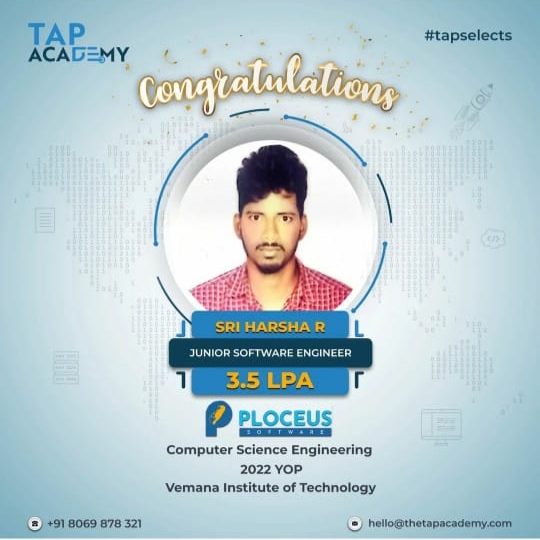 TAP
ACADEMY
#tapselects
Congratulations
SRI HARSHA R
JUNIOR SOFTWARE ENGINEER
3.5 LPA
PLOCEUS
SOFTWARE
Computer Science Engineering
2022 YOP
Vemana Institute of Technology
+91 8069 878 321
hello@thetapacademy.com